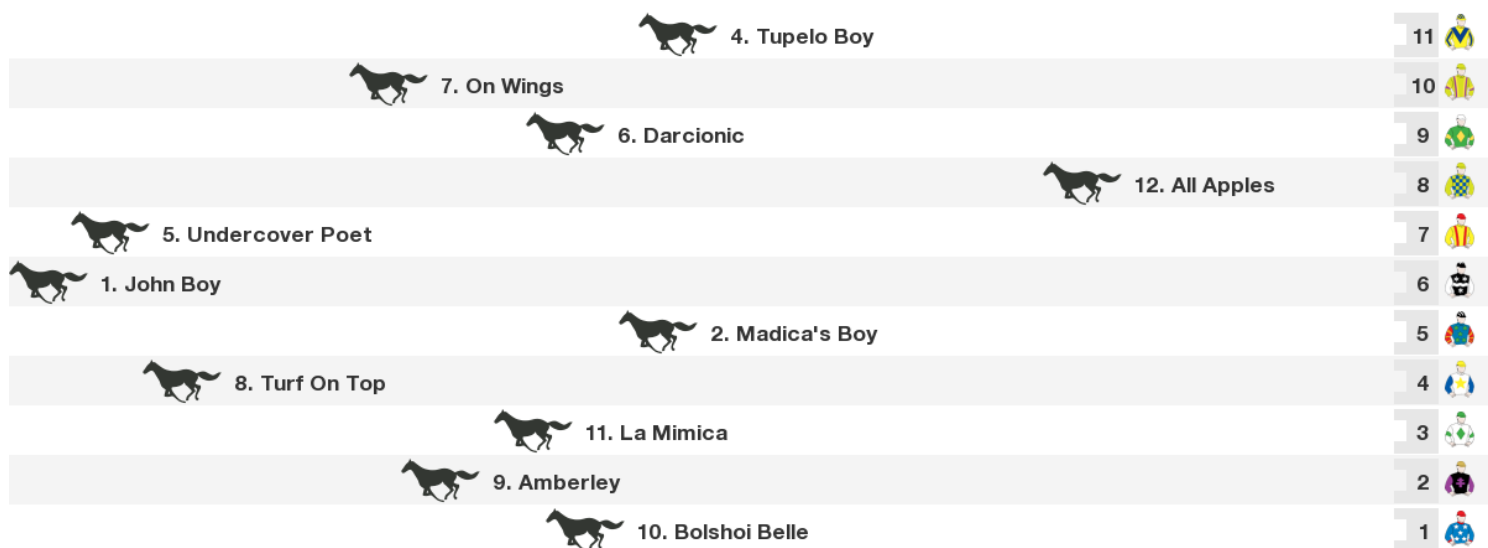 4. Tupelo Boy 11
7. On Wings 10
6. Darcionic 9
12. All Apples 8
5. Undercover Poet 7
1. John Boy 6
2. Madica's Boy 5
8. Turf On Top 4
11. La Mimica 3
9. Amberley 2
10. Bolshoi Belle 1